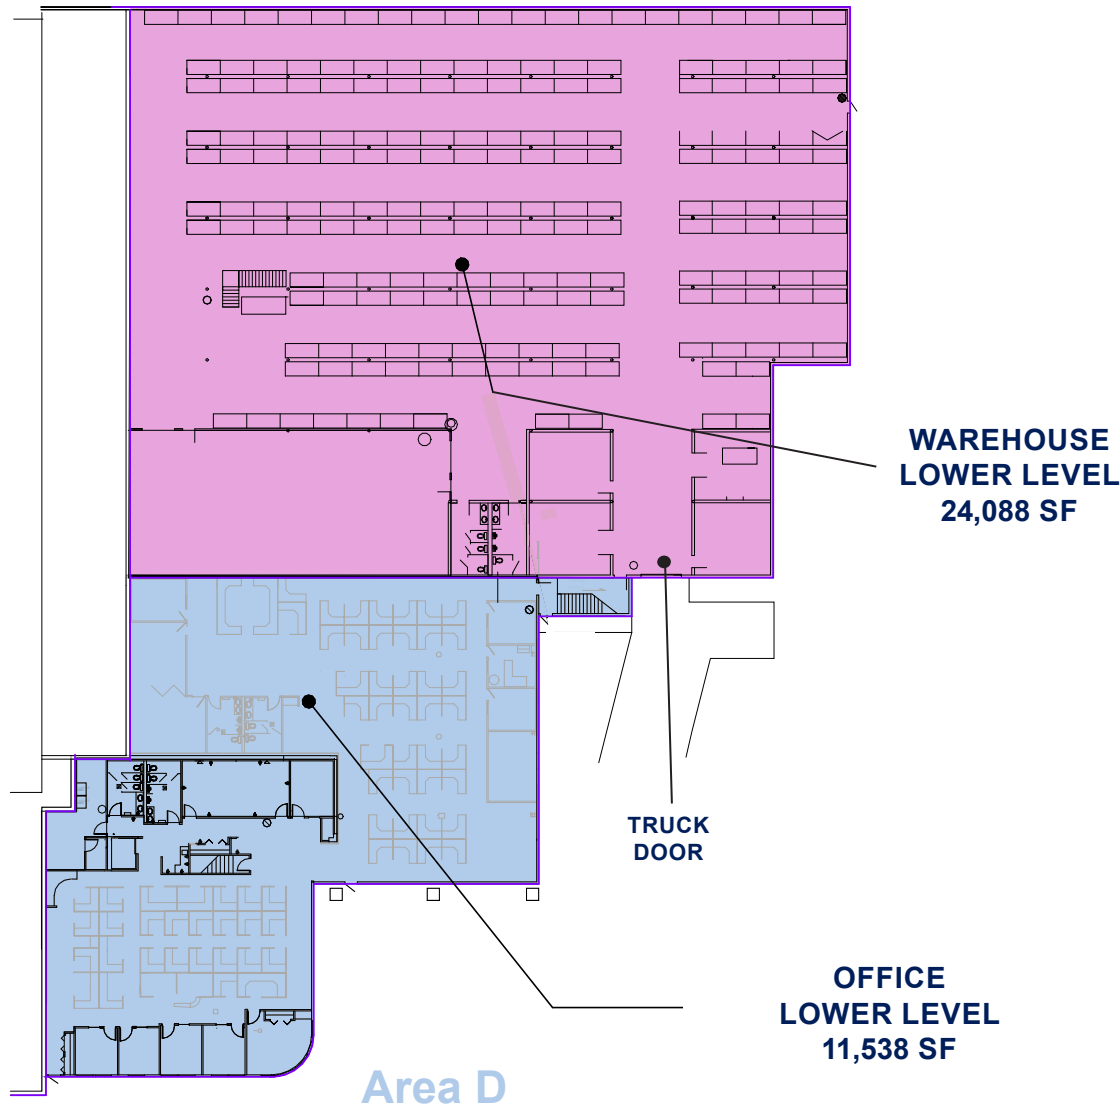 WAREHOUSE
LOWER LEVEL
24,088 SF
TRUCK
DOOR
OFFICE
LOWER LEVEL
11,538 SF
Area D